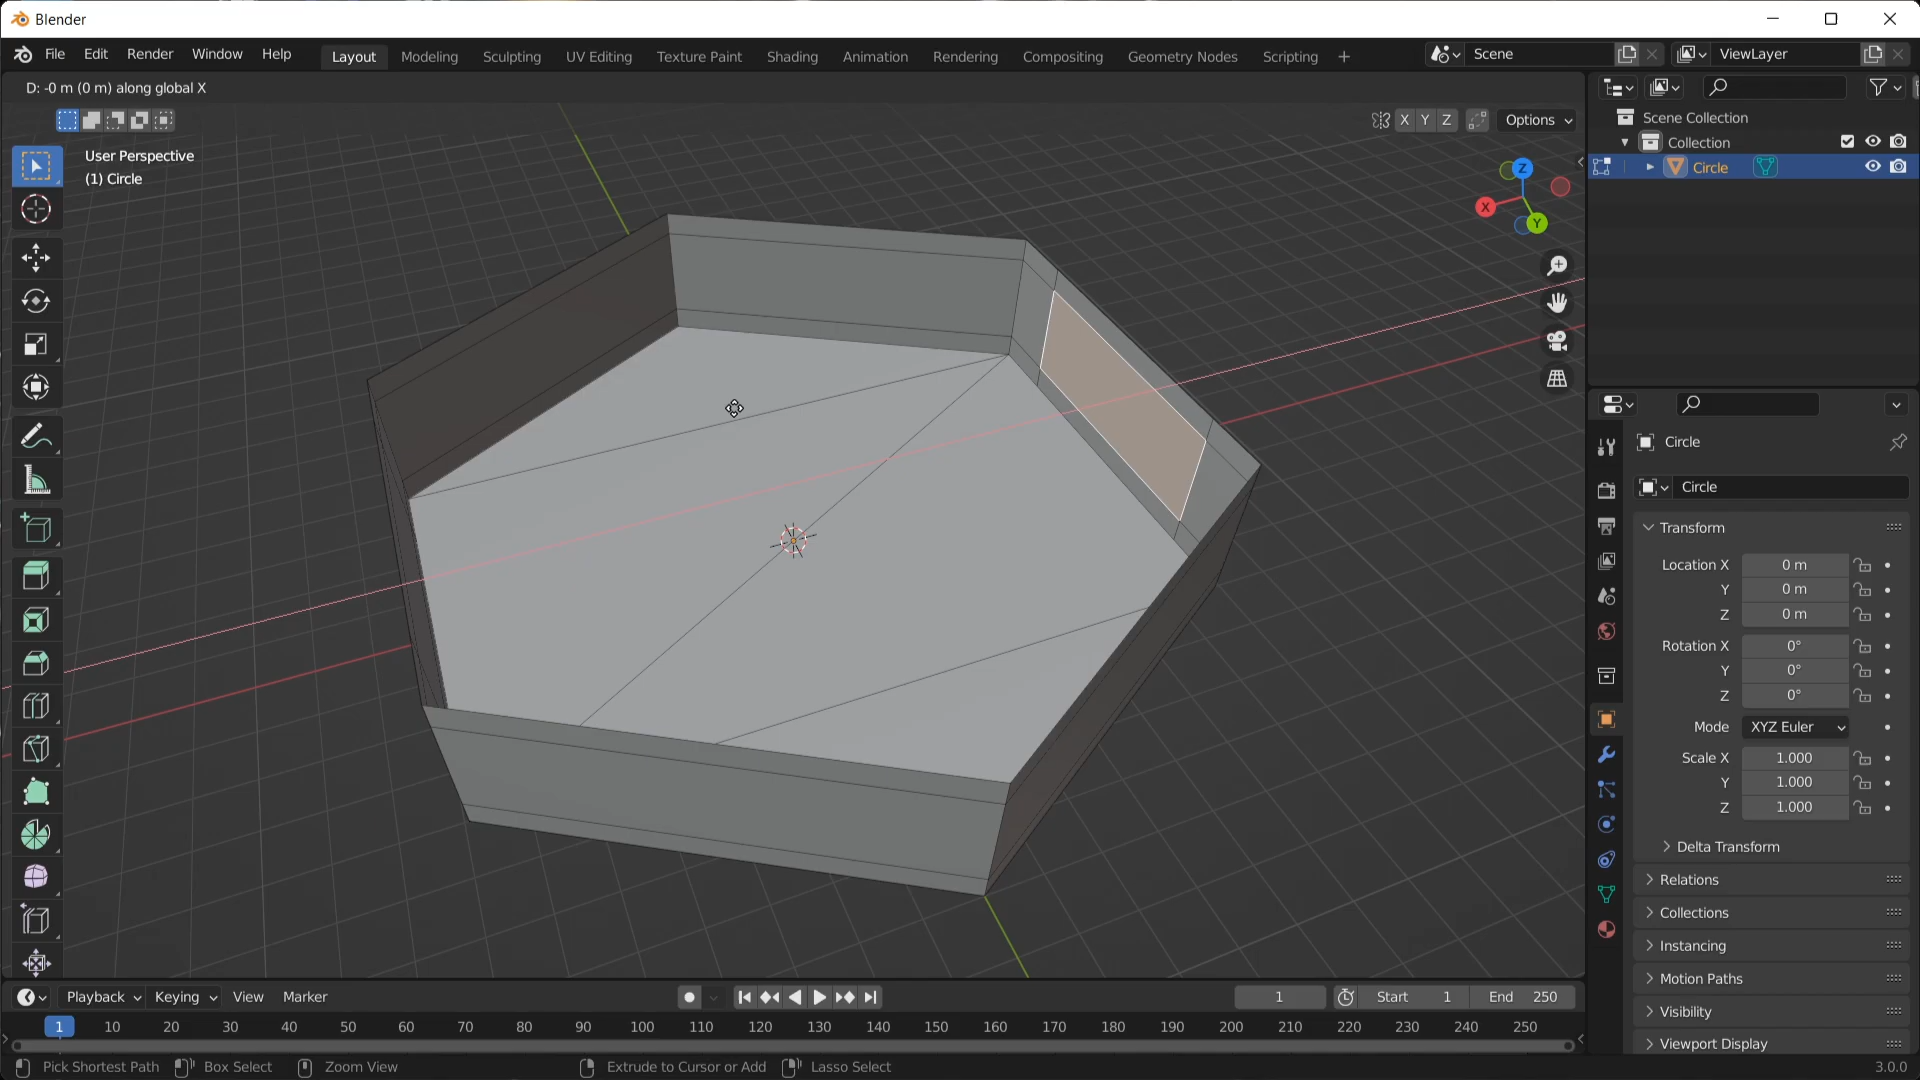 Blender
File Edit Render Window Help Layout Modeling Sculpting UV Editing Texture Paint Shading Animation Rendering Compositing Geometry Nodes Scripting + Scene ViewLayer
D: -0 m (0 m) along global X
X Y Z Options
User Perspective
(1) Circle
Z
X
Y
Scene Collection
Collection
Circle
Circle
Circle
Transform
Location X 0 m
Y 0 m
Z 0 m
Rotation X 0°
Y 0°
Z 0°
Mode XYZ Euler
Scale X 1.000
Y 1.000
Z 1.000
Delta Transform
Relations
Collections
Instancing
Motion Paths
Visibility
Viewport Display
Playback Keying View Marker 1 Start 1 End 250
1 10 20 30 40 50 60 70 80 90 100 110 120 130 140 150 160 170 180 190 200 210 220 230 240 250
Pick Shortest Path Box Select Zoom View Extrude to Cursor or Add Lasso Select 3.0.0